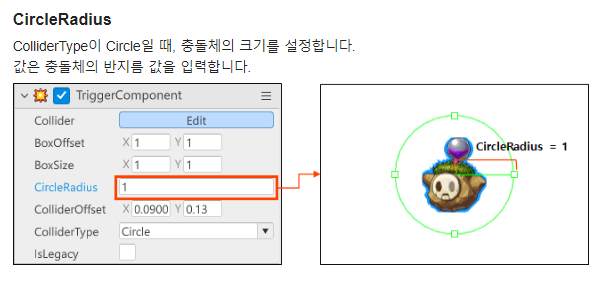 CircleRadius
ColliderType이 Circle일 때, 충돌체의 크기를 설정합니다.
값은 충돌체의 반지름 값을 입력합니다.
TriggerComponent
Collider Edit
BoxOffset X 1 Y 1
BoxSize X 1 Y 1
CircleRadius 1
ColliderOffset X 0.0900 Y 0.13
ColliderType Circle
IsLegacy
CircleRadius = 1